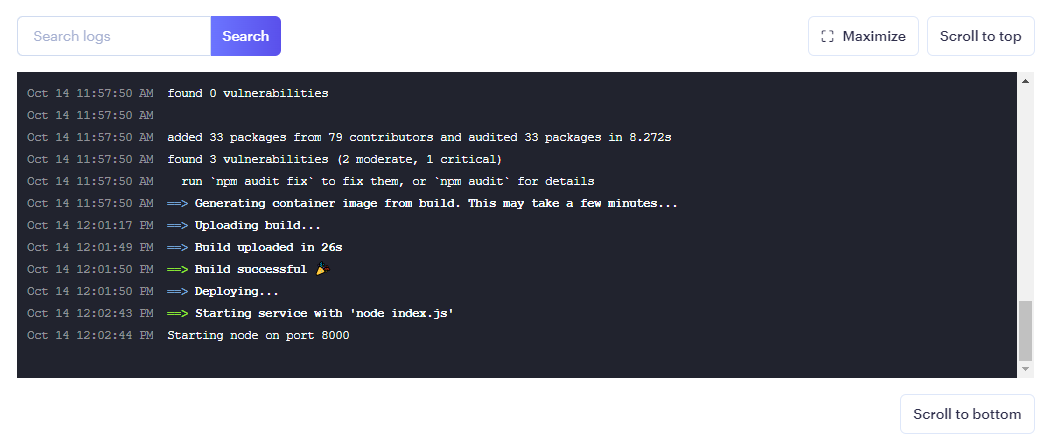 Search logs
Search
Maximize
Scroll to top
Oct 14 11:57:50 AM  found 0 vulnerabilities
Oct 14 11:57:50 AM
Oct 14 11:57:50 AM  added 33 packages from 79 contributors and audited 33 packages in 8.272s
Oct 14 11:57:50 AM  found 3 vulnerabilities (2 moderate, 1 critical)
Oct 14 11:57:50 AM    run `npm audit fix` to fix them, or `npm audit` for details
Oct 14 11:57:50 AM  ==> Generating container image from build. This may take a few minutes...
Oct 14 12:01:17 PM  ==> Uploading build...
Oct 14 12:01:49 PM  ==> Build uploaded in 26s
Oct 14 12:01:50 PM  ==> Build successful 🎉
Oct 14 12:01:50 PM  ==> Deploying...
Oct 14 12:02:43 PM  ==> Starting service with 'node index.js'
Oct 14 12:02:44 PM  Starting node on port 8000
Scroll to bottom